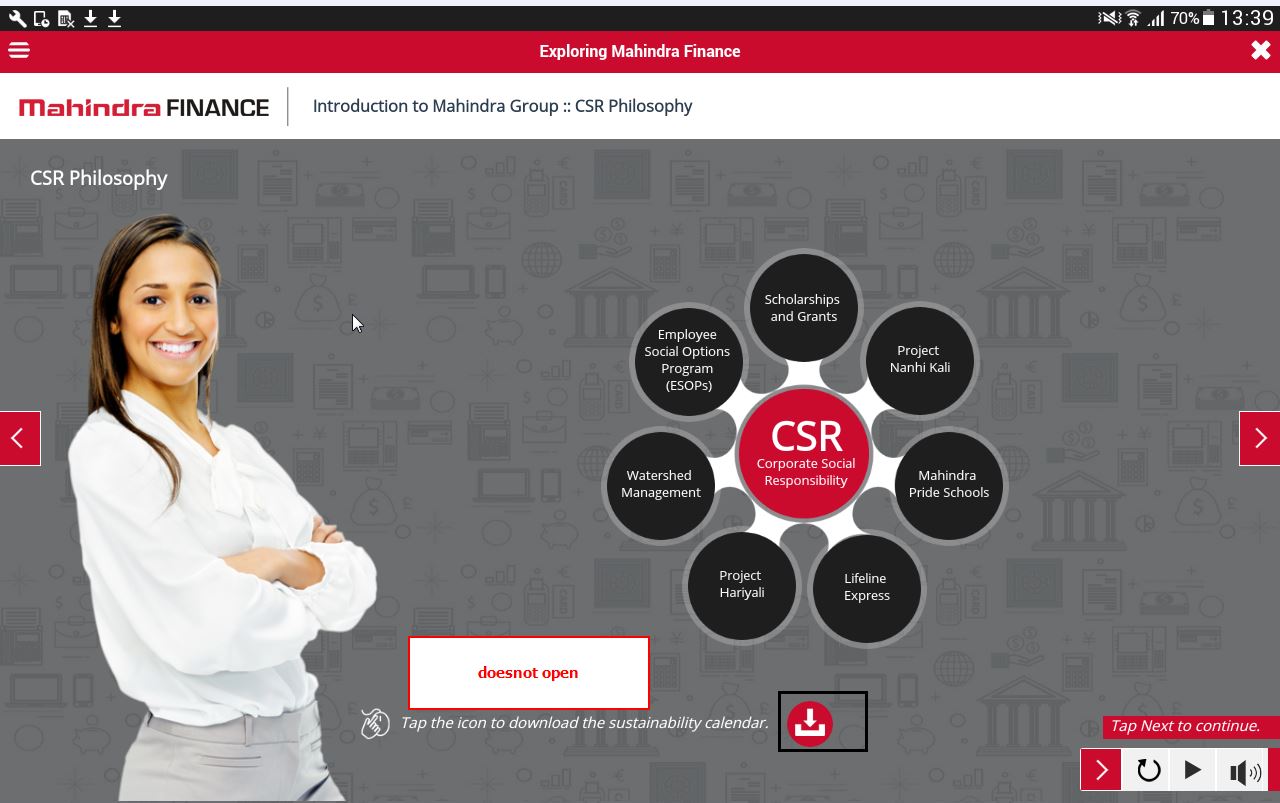 70% 13:39
Exploring Mahindra Finance
Mahindra FINANCE
Introduction to Mahindra Group :: CSR Philosophy
CSR Philosophy
Scholarships
and Grants
Employee
Social Options
Program
(ESOPs)
Project
Nanhi Kali
CSR
Corporate Social
Responsibility
Watershed
Management
Mahindra
Pride Schools
Project
Hariyali
Lifeline
Express
doesnot open
Tap the icon to download the sustainability calendar.
Tap Next to continue.